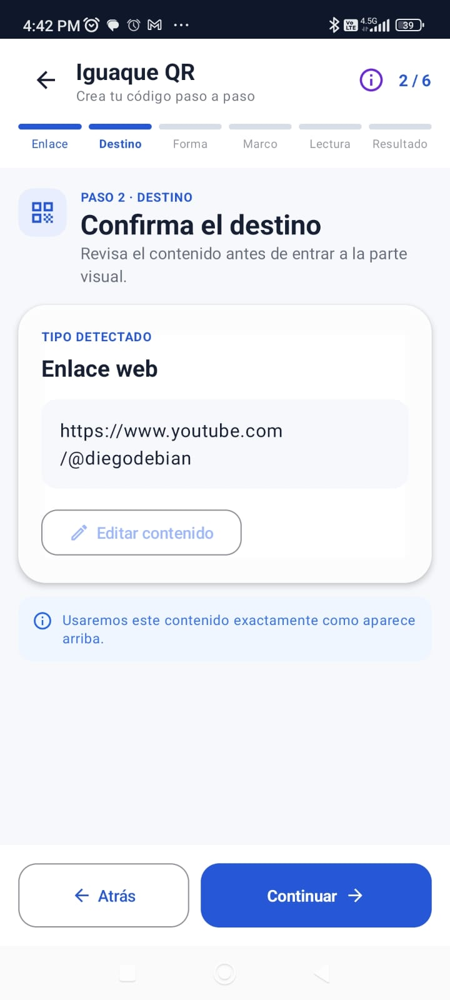 4:42 PM
4.5G
Vo LTE
39
Iguaque QR
Crea tu código paso a paso
2 / 6
Enlace
Destino
Forma
Marco
Lectura
Resultado
PASO 2 · DESTINO
Confirma el destino
Revisa el contenido antes de entrar a la parte
visual.
TIPO DETECTADO
Enlace web
https://www.youtube.com
/@diegodebian
Editar contenido
Usaremos este contenido exactamente como aparece
arriba.
Atrás
Continuar